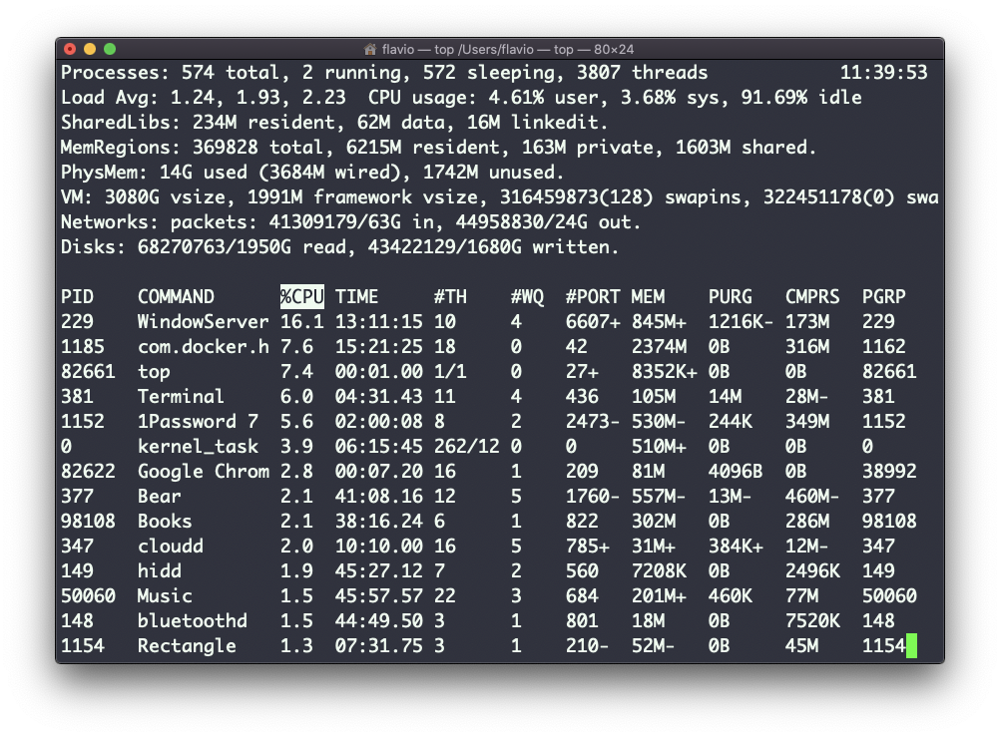 flavio — top /Users/flavio — top — 80×24
Processes: 574 total, 2 running, 572 sleeping, 3807 threads            11:39:53
Load Avg: 1.24, 1.93, 2.23  CPU usage: 4.61% user, 3.68% sys, 91.69% idle
SharedLibs: 234M resident, 62M data, 16M linkedit.
MemRegions: 369828 total, 6215M resident, 163M private, 1603M shared.
PhysMem: 14G used (3684M wired), 1742M unused.
VM: 3080G vsize, 1991M framework vsize, 316459873(128) swapins, 322451178(0) swa
Networks: packets: 41309179/63G in, 44958830/24G out.
Disks: 68270763/1950G read, 43422129/1680G written.

PID    COMMAND      %CPU TIME     #TH    #WQ  #PORT MEM    PURG   CMPRS  PGRP
229    WindowServer 16.1 13:11:15 10     4    6607+ 845M+  1216K- 173M   229
1185   com.docker.h 7.6  15:21:25 18     0    42    2374M  0B     316M   1162
82661  top          7.4  00:01.00 1/1    0    27+   8352K+ 0B     0B     82661
381    Terminal     6.0  04:31.43 11     4    436   105M   14M    28M-   381
1152   1Password 7  5.6  02:00:08 8      2    2473- 530M-  244K   349M   1152
0      kernel_task  3.9  06:15:45 262/12 0    0     510M+  0B     0B     0
82622  Google Chrom 2.8  00:07.20 16     1    209   81M    4096B  0B     38992
377    Bear         2.1  41:08.16 12     5    1760- 557M-  13M-   460M-  377
98108  Books        2.1  38:16.24 6      1    822   302M   0B     286M   98108
347    cloudd       2.0  10:10.00 16     5    785+  31M+   384K+  12M-   347
149    hidd         1.9  45:27.12 7      2    560   7208K  0B     2496K  149
50060  Music        1.5  45:57.57 22     3    684   201M+  460K   77M    50060
148    bluetoothd   1.5  44:49.50 3      1    801   18M    0B     7520K  148
1154   Rectangle    1.3  07:31.75 3      1    210-  52M-   0B     45M    1154